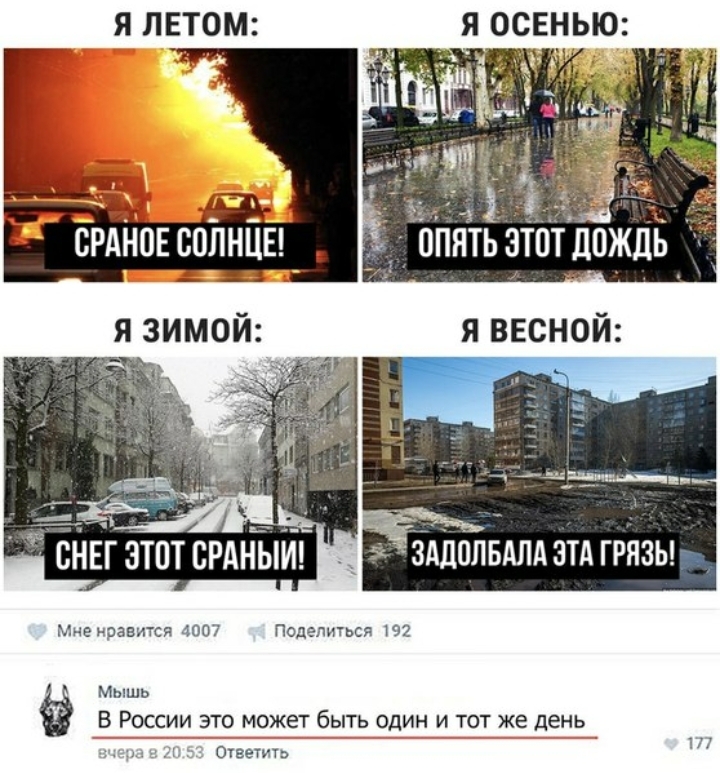 Я ЛЕТОМ:
Я ОСЕНЬЮ:
СРАНОЕ СОЛНЦЕ!
ОПЯТЬ ЭТОТ ДОЖДЬ
Я ЗИМОЙ:
Я ВЕСНОЙ:
СНЕГ ЭТОТ СРАНЫЙ!
ЗАДОЛБАЛА ЭТА ГРЯЗЬ!
Мне нравится 4007
Поделиться 192
Мышь
В России это может быть один и тот же день
вчера в 20:53 Ответить
177